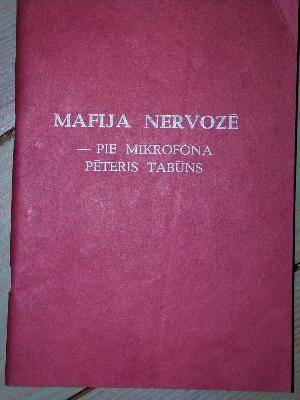 MAFIJA NERVOZĒ
— PIE MIKROFONA
PĒTERIS TABŪNS